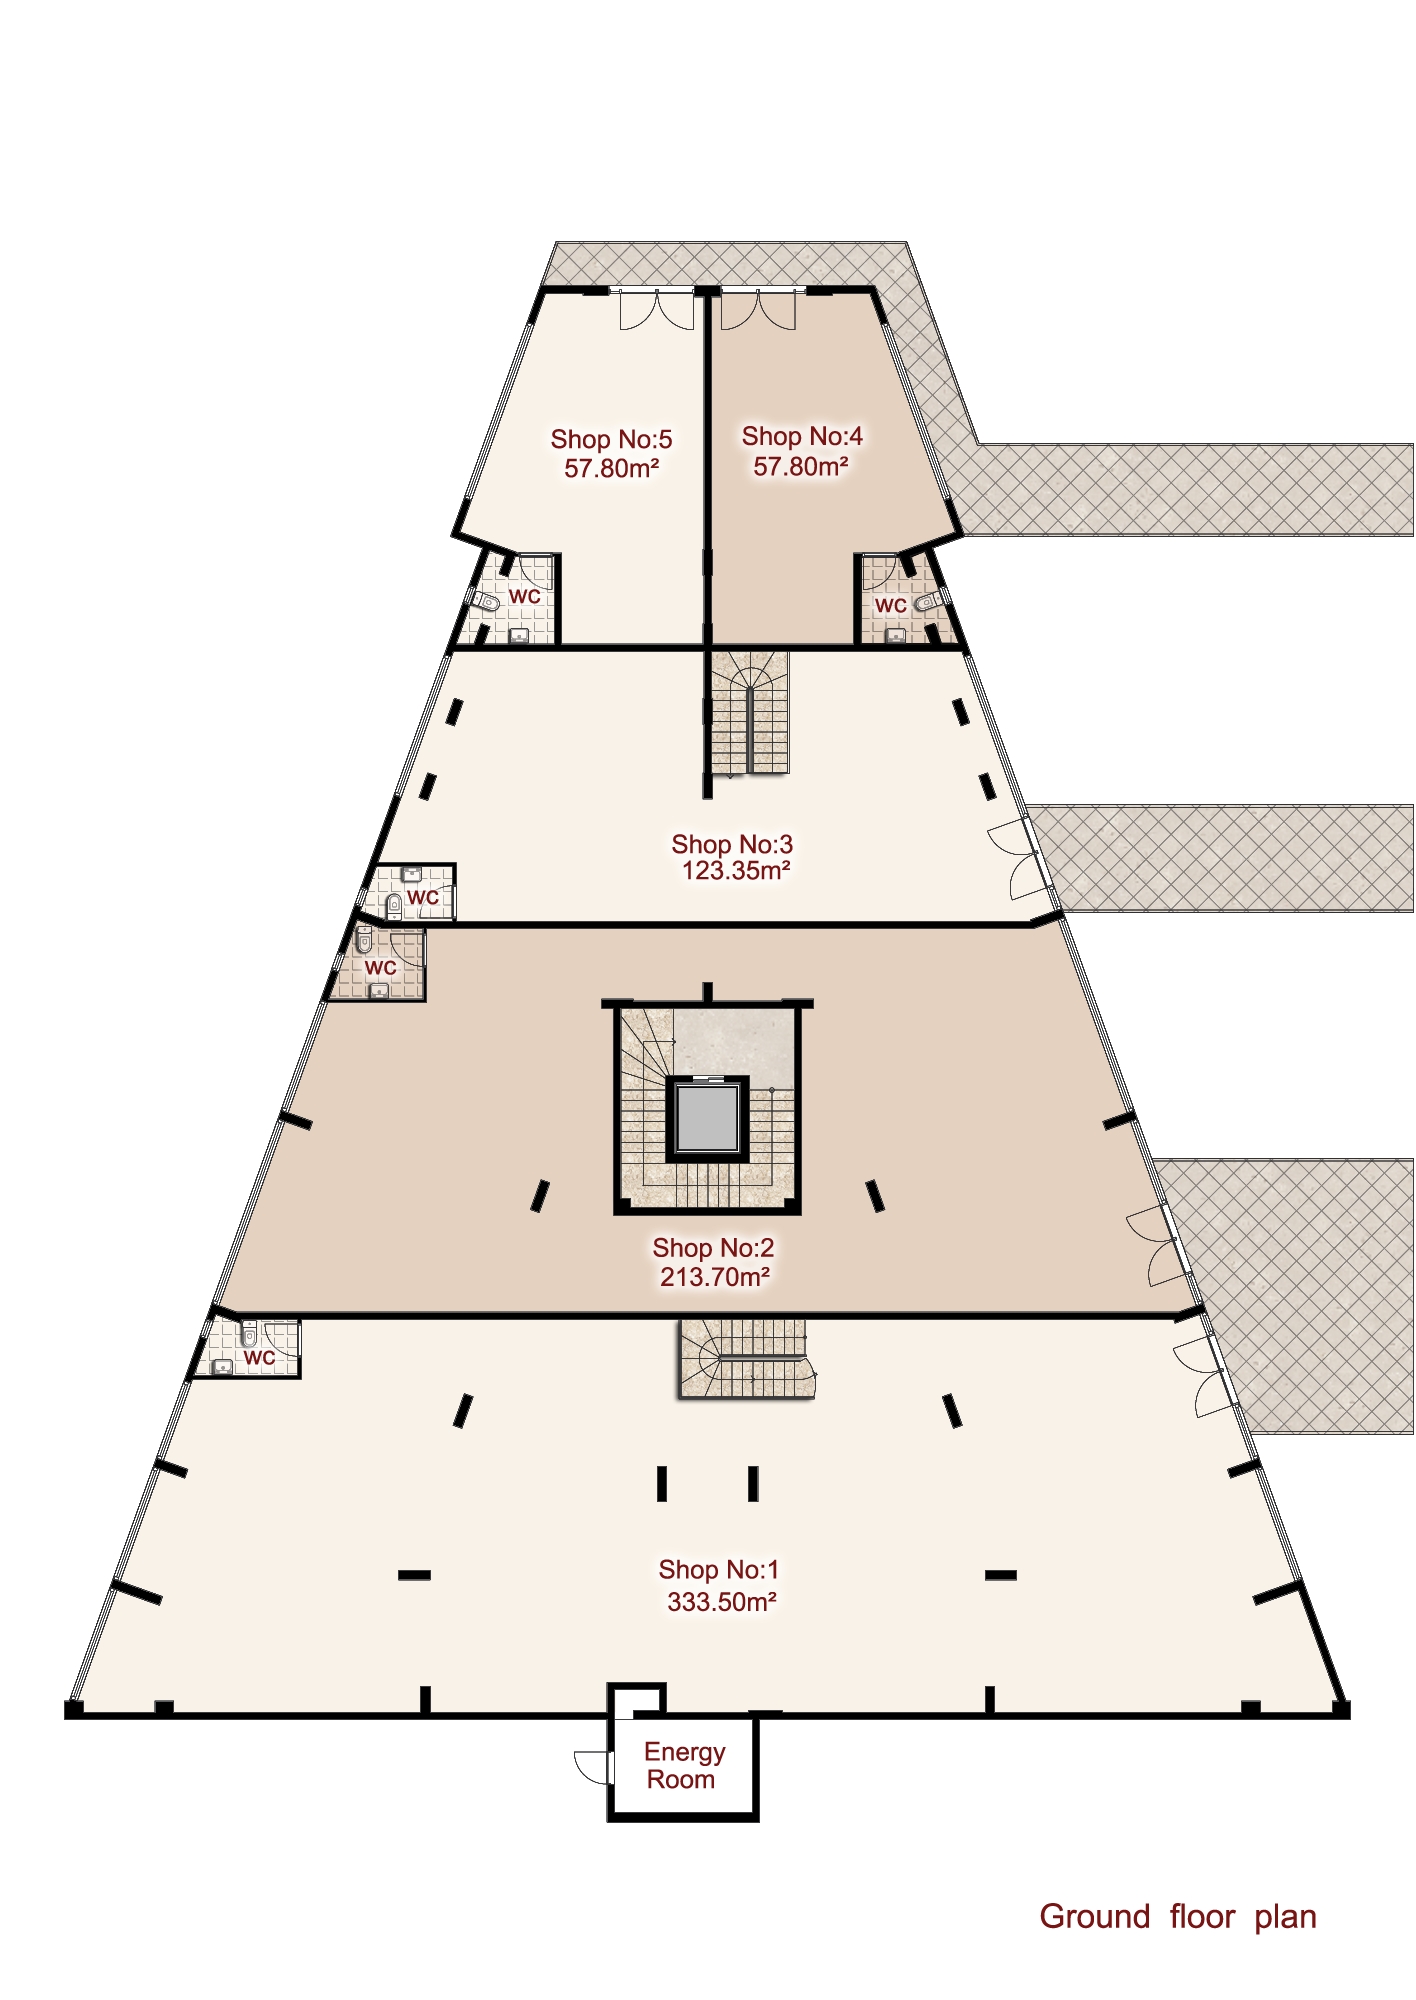 Shop No:5
57.80m²
Shop No:4
57.80m²
WC
WC
Shop No:3
123.35m²
WC
WC
Shop No:2
213.70m²
WC
Shop No:1
333.50m²
Energy
Room
Ground floor plan